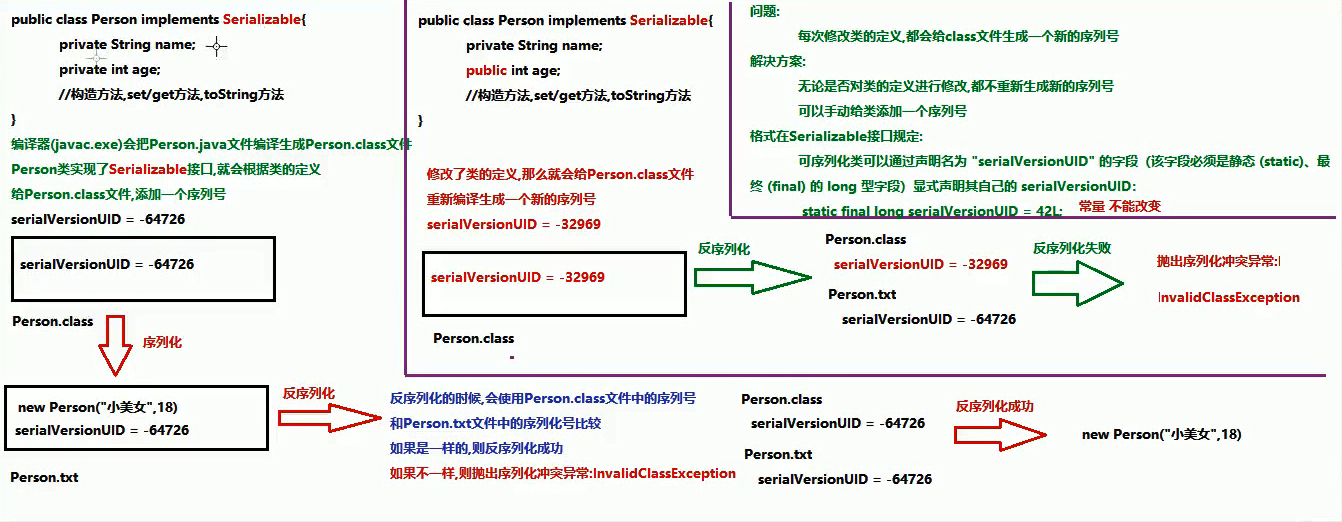 public class Person implements Serializable{
private String name;
private int age;
//构造方法,set/get方法,toString方法
}
编译器(javac.exe)会把Person.java文件编译生成Person.class文件
Person类实现了Serializable接口,就会根据类的定义
给Person.class文件,添加一个序列号
serialVersionUID = -64726
serialVersionUID = -64726
Person.class
序列化
new Person("小美女",18)
serialVersionUID = -64726
Person.txt
反序列化
反序列化的时候,会使用Person.class文件中的序列号
和Person.txt文件中的序列化号比较
如果是一样的,则反序列化成功
如果不一样,则抛出序列化冲突异常:InvalidClassException
Person.class
serialVersionUID = -64726
Person.txt
serialVersionUID = -64726
反序列化成功
new Person("小美女",18)
public class Person implements Serializable{
private String name;
public int age;
//构造方法,set/get方法,toString方法
}
修改了类的定义,那么就会给Person.class文件
重新编译生成一个新的序列号
serialVersionUID = -32969
serialVersionUID = -32969
Person.class
反序列化
Person.class
serialVersionUID = -32969
Person.txt
serialVersionUID = -64726
反序列化失败
抛出序列化冲突异常:
InvalidClassException
问题:
每次修改类的定义,都会给class文件生成一个新的序列号
解决方案:
无论是否对类的定义进行修改,都不重新生成新的序列号
可以手动给类添加一个序列号
格式在Serializable接口规定:
可序列化类可以通过声明名为 "serialVersionUID" 的字段（该字段必须是静态 (static)、最
终 (final) 的 long 型字段）显式声明其自己的 serialVersionUID:
static final long serialVersionUID = 42L; 常量 不能改变